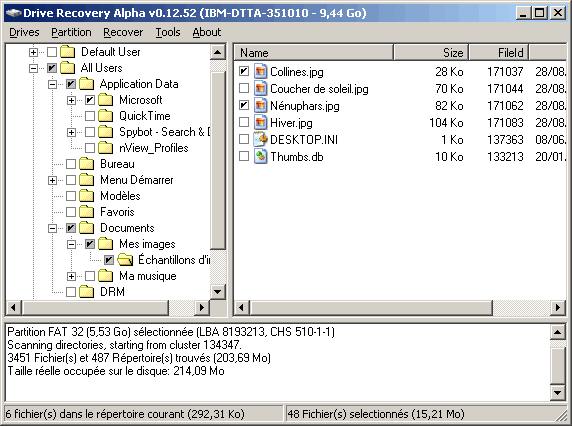 Drive Recovery Alpha v0.12.52 (IBM-DTTA-351010 - 9,44 Go)
Drives Partition Recover Tools About
Default User
All Users
Application Data
Microsoft
QuickTime
Spybot - Search & D
nView_Profiles
Bureau
Menu Démarrer
Modèles
Favoris
Documents
Mes images
Échantillons d'i
Ma musique
DRM
Name Size FileId
Collines.jpg 28 Ko 171037 28/08.
Coucher de soleil.jpg 70 Ko 171044 28/08.
Nénuphars.jpg 82 Ko 171062 28/08.
Hiver.jpg 104 Ko 171083 28/08.
DESKTOP.INI 1 Ko 137363 08/06.
Thumbs.db 10 Ko 133213 20/01.
Partition FAT 32 (5,53 Go) sélectionnée (LBA 8193213, CHS 510-1-1)
Scanning directories, starting from cluster 134347.
3451 Fichier(s) et 487 Répertoire(s) trouvés (203,69 Mo)
Taille réelle occupée sur le disque: 214,09 Mo
6 fichier(s) dans le répertoire courant (292,31 Ko)
48 Fichier(s) selectionnés (15,21 Mo)